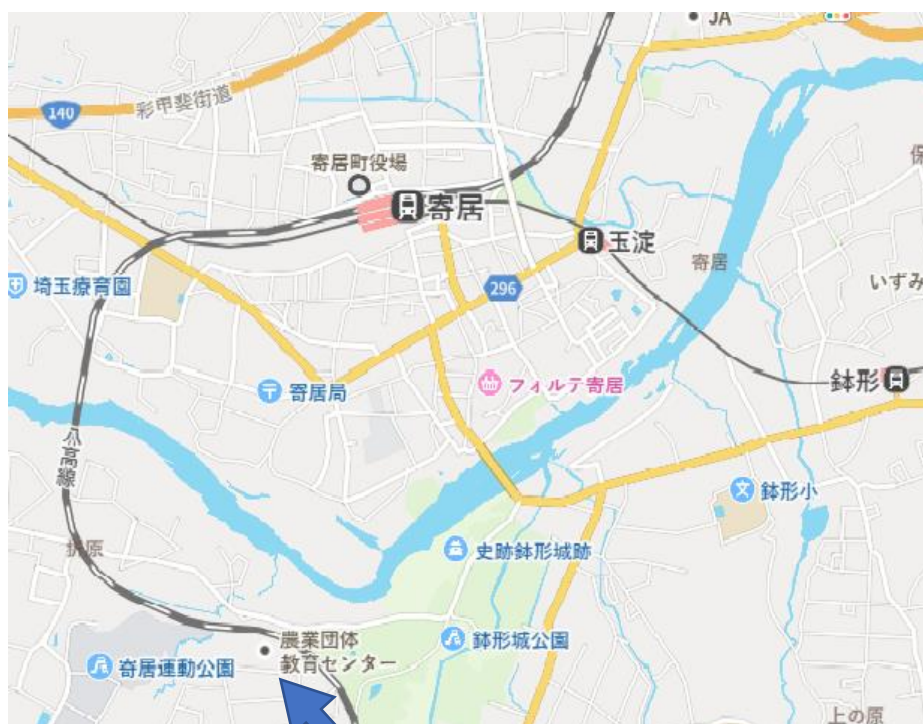 JA
140
彩甲斐街道
寄居町役場
寄居
玉淀
保
寄居
埼玉療育園
296
いずみ
フォルテ寄居
鉢形
寄居局
八高線
鉢形小
折原
史跡鉢形城跡
農業団体
教育センター
鉢形城公園
寄居運動公園
上の原